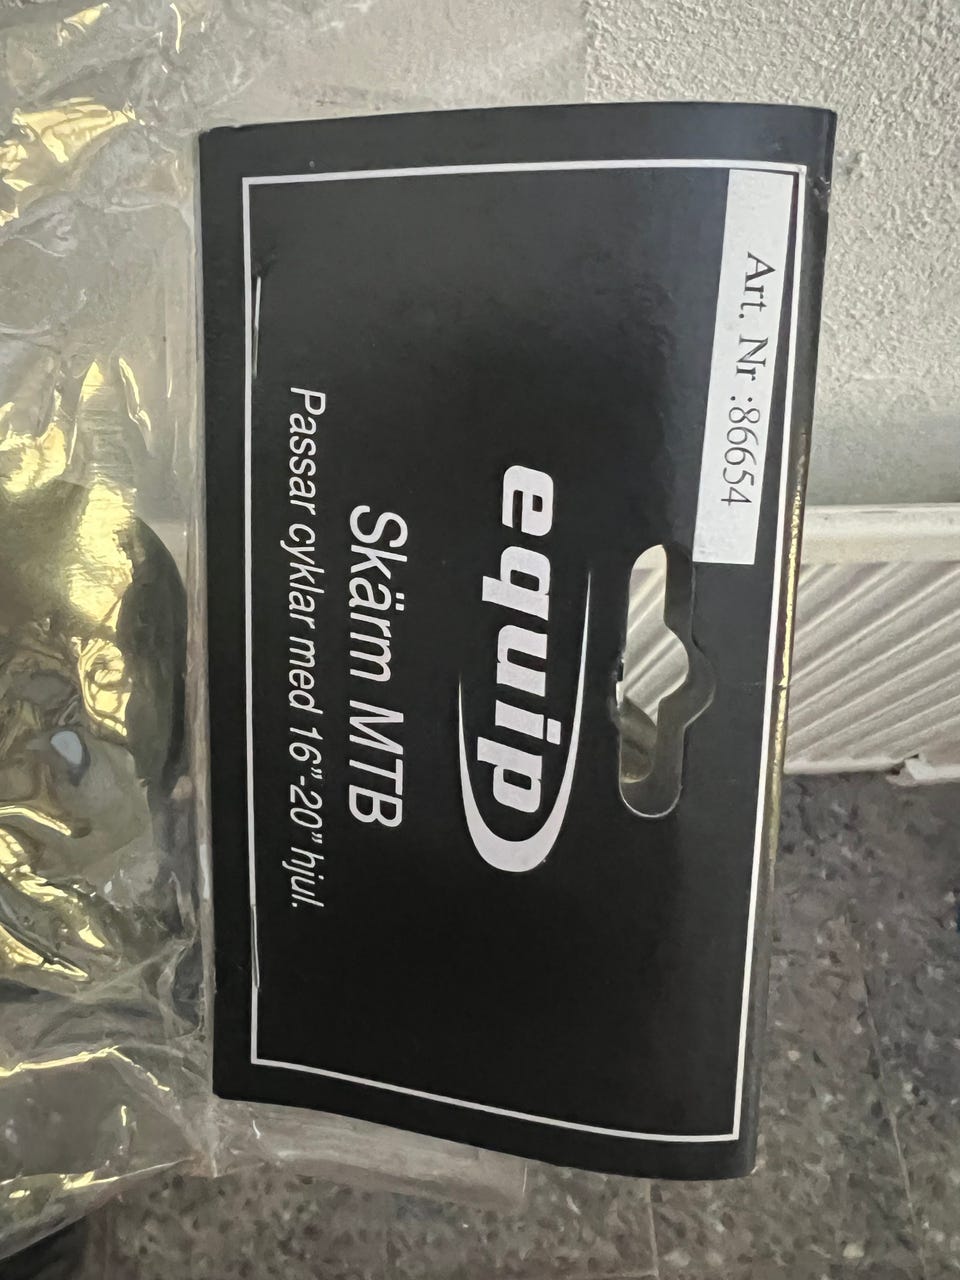 Art. Nr :86654
equip
Skärm MTB
Passar cyklar med 16"-20" hjul.